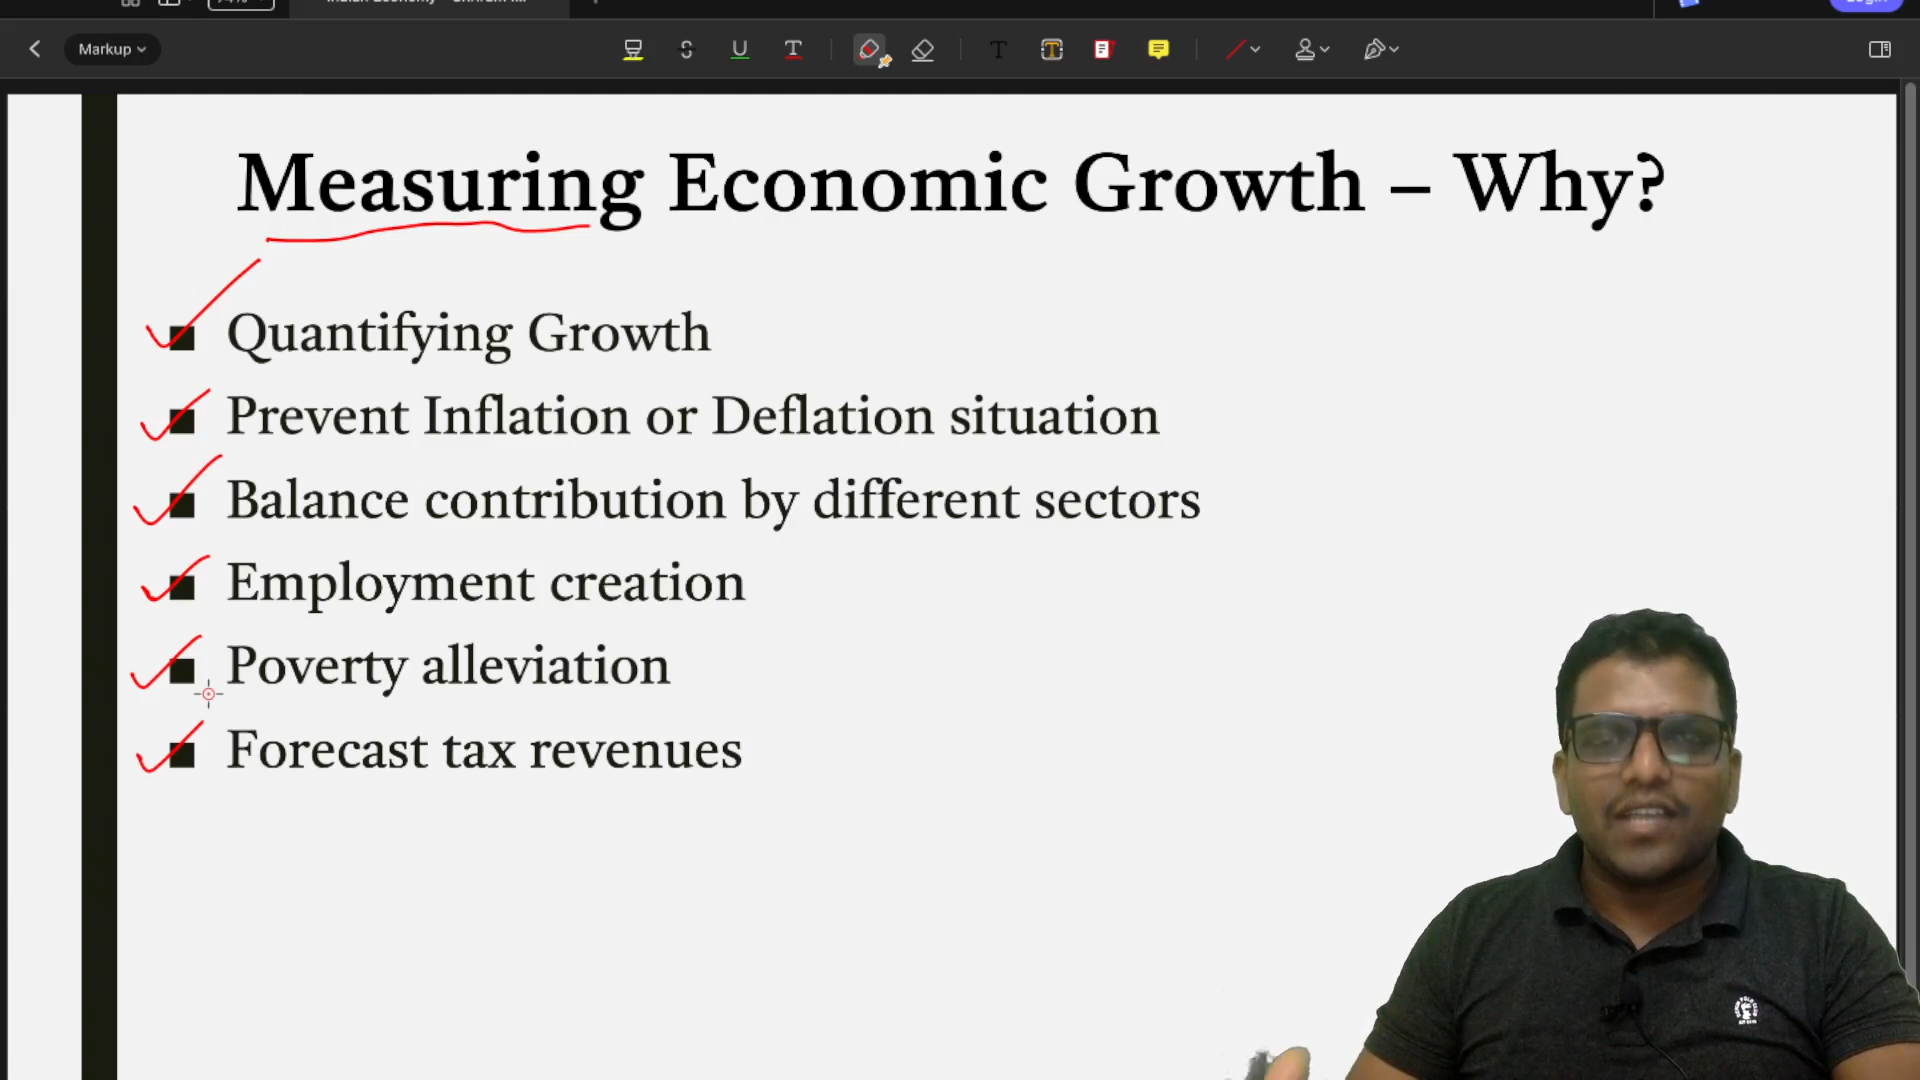 Markup
Measuring Economic Growth – Why?
Quantifying Growth
Prevent Inflation or Deflation situation
Balance contribution by different sectors
Employment creation
Poverty alleviation
Forecast tax revenues